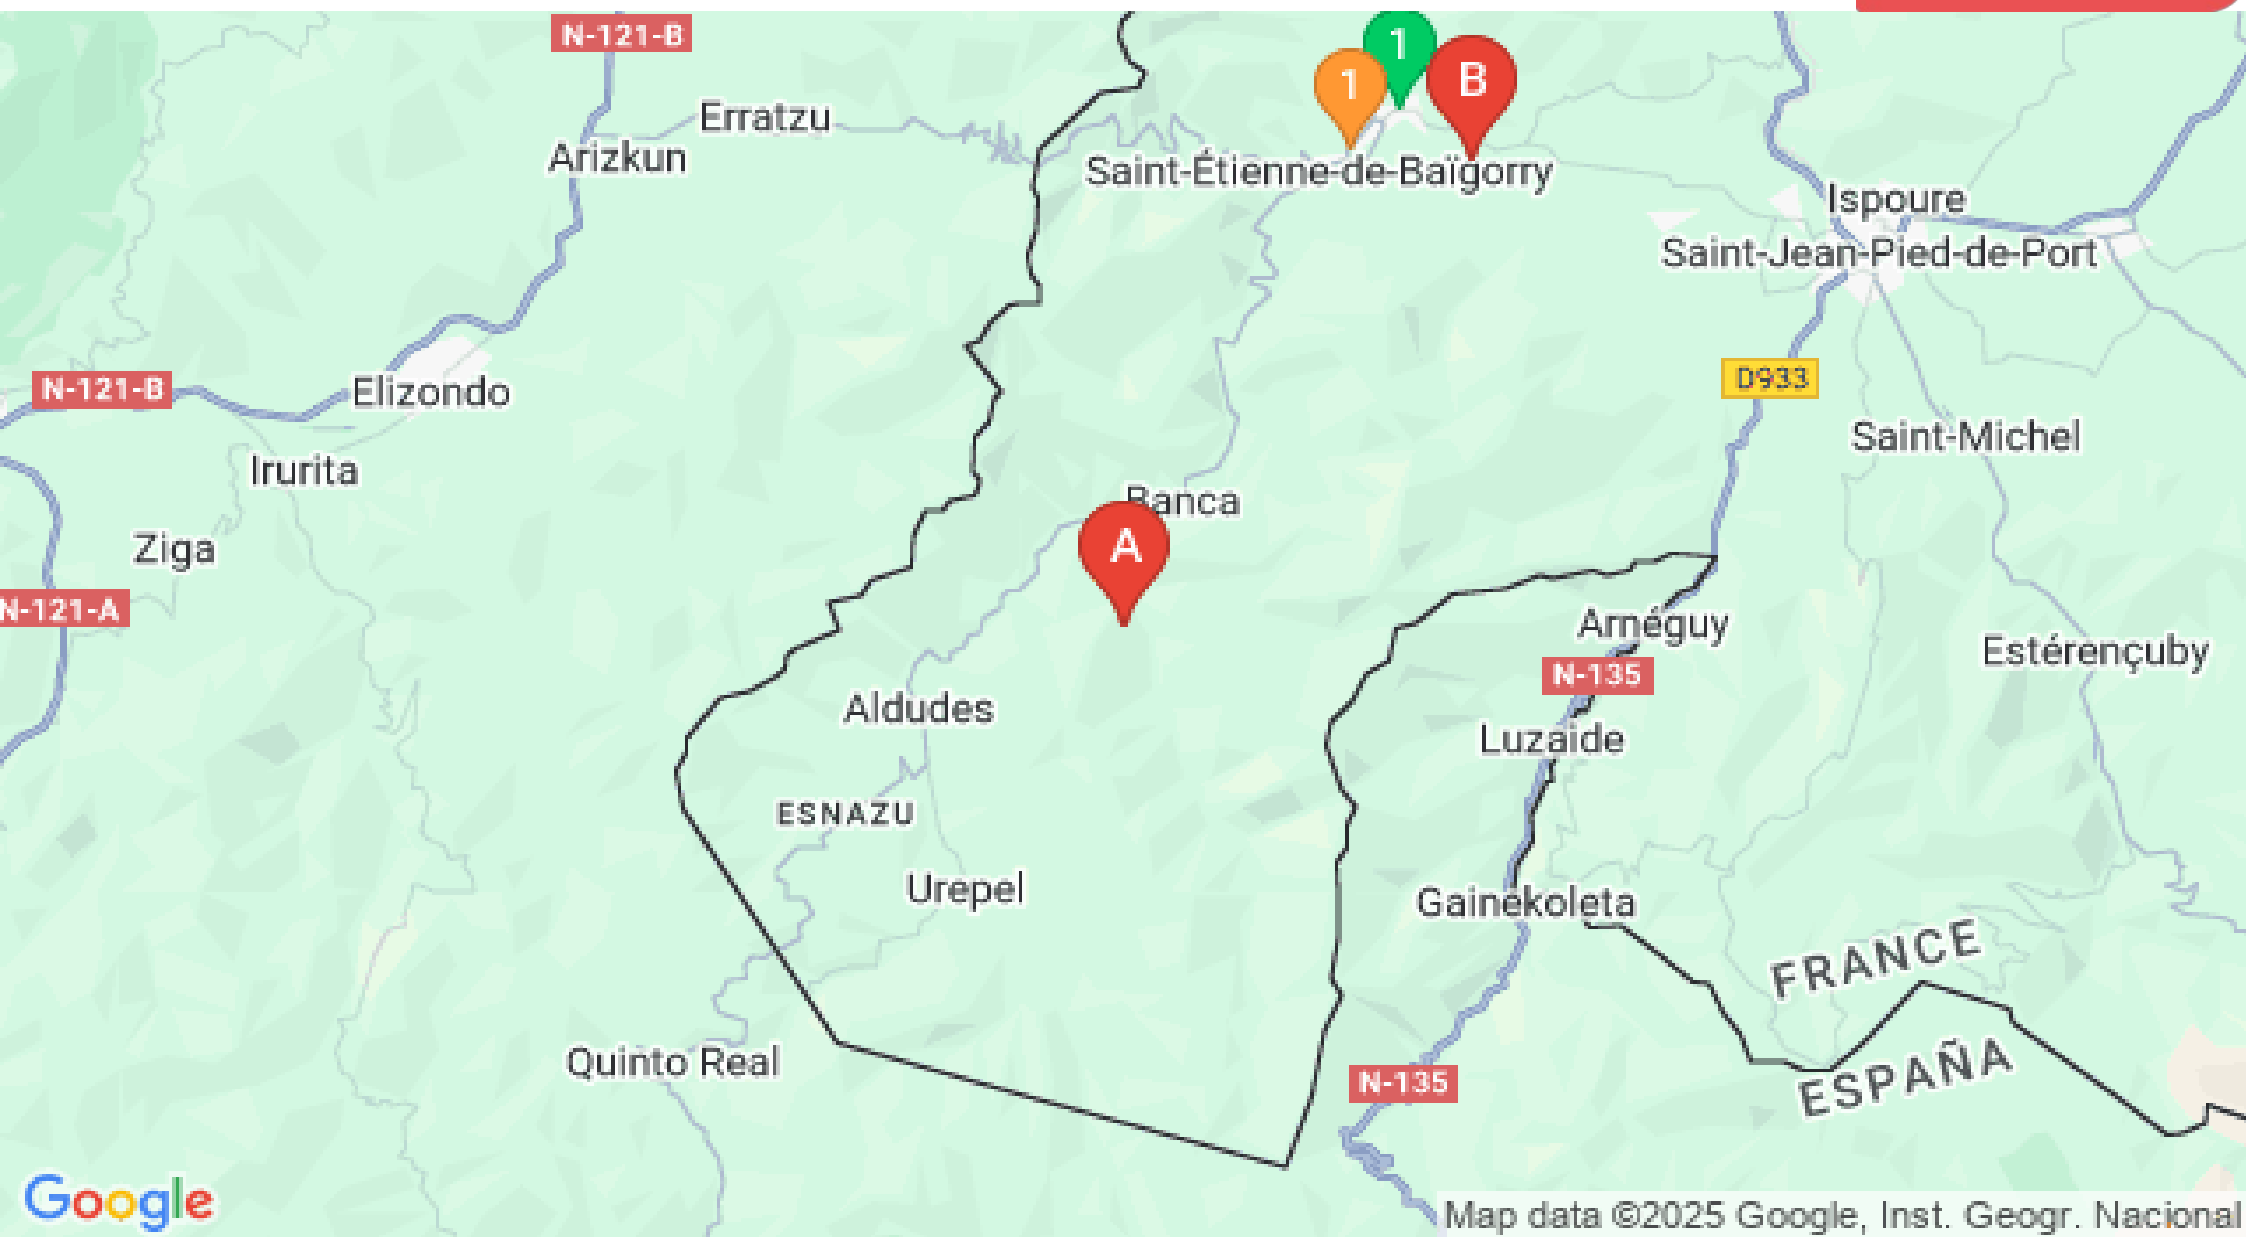 N-121-B
1
1
B
Erratzu
Arizkun
Saint-Étienne-de-Baïgorry
Ispoure
Saint-Jean-Pied-de-Port
N-121-B
Elizondo
D933
Saint-Michel
Irurita
Banca
Ziga
A
N-121-A
Arnéguy
Estérençuby
N-135
Aldudes
Luzaide
ESNAZU
Urepel
Gainekoleta
FRANCE
Quinto Real
N-135
ESPAÑA
Google
Map data ©2025 Google, Inst. Geogr. Nacional